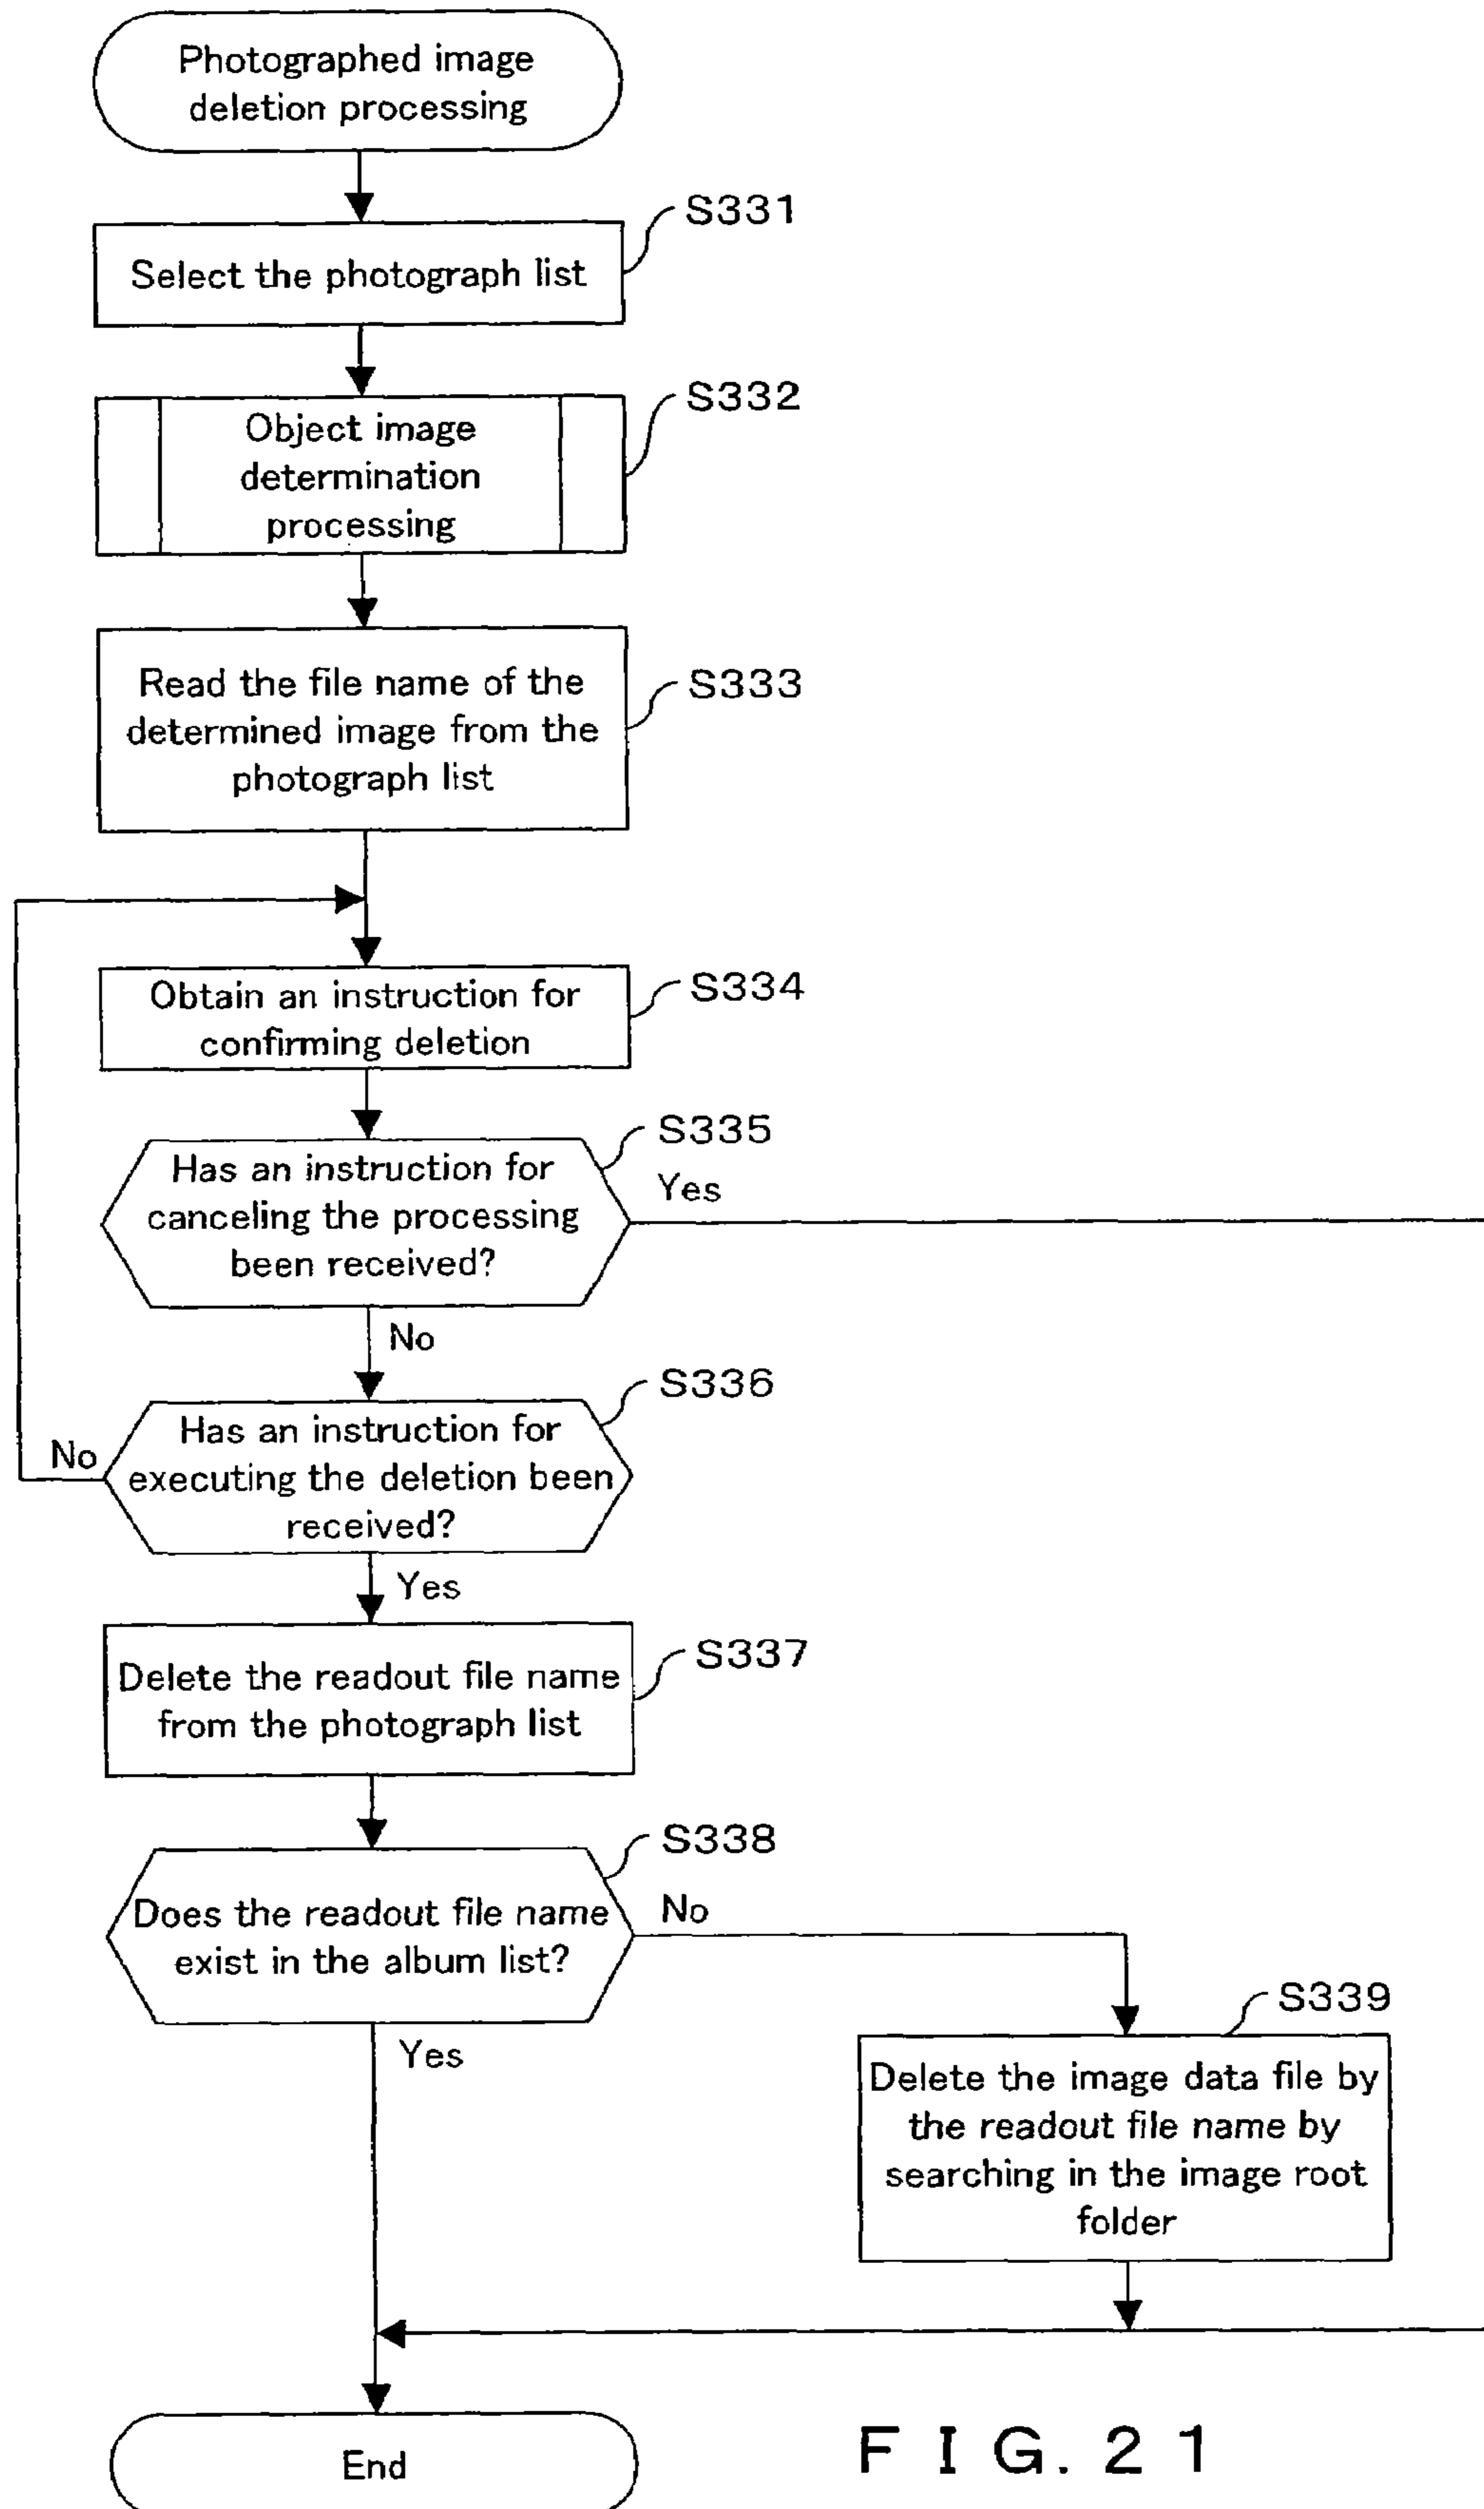 Photographed image
deletion processing
S331
Select the photograph list
S332
Object image
determination
processing
S333
Read the file name of the
determined image from the
photograph list
S334
Obtain an instruction for
confirming deletion
S335
Has an instruction for
canceling the processing
been received?
Yes
No
S336
Has an instruction for
executing the deletion been
received?
No
Yes
S337
Delete the readout file name
from the photograph list
S338
Does the readout file name
exist in the album list?
No
Yes
S339
Delete the image data file by
the readout file name by
searching in the image root
folder
End
FIG. 21